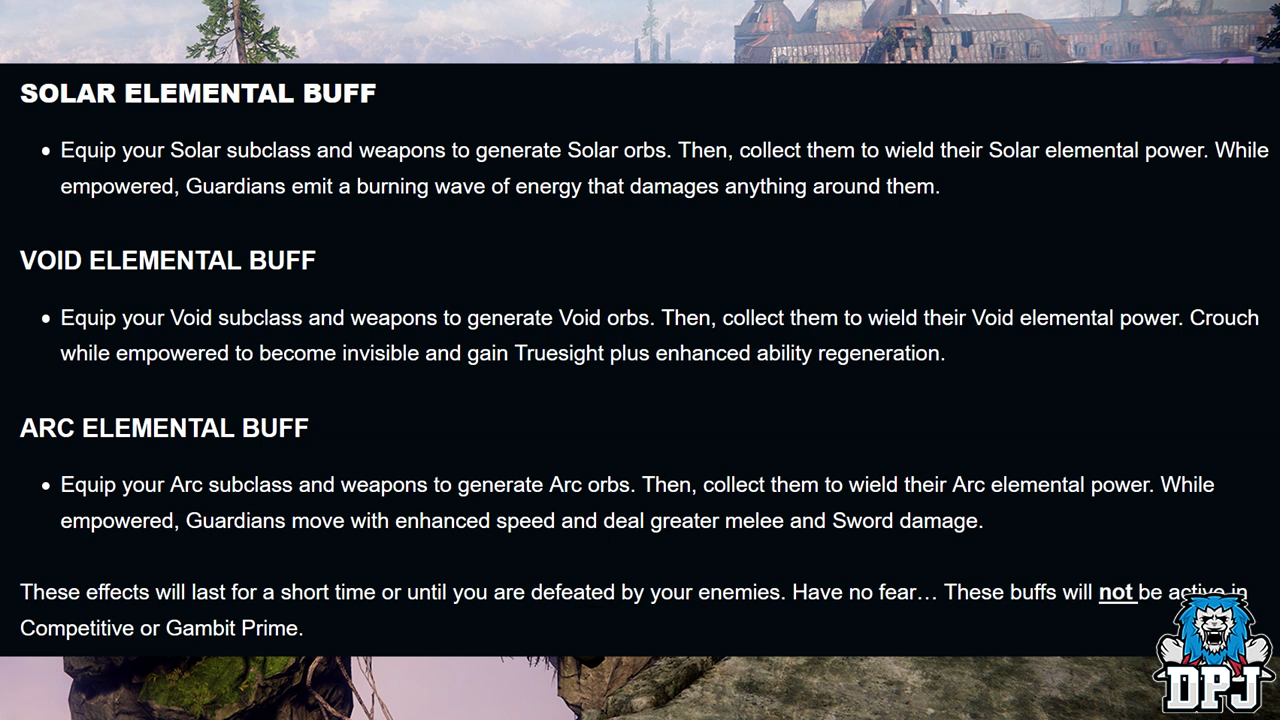 SOLAR ELEMENTAL BUFF
• Equip your Solar subclass and weapons to generate Solar orbs. Then, collect them to wield their Solar elemental power. While
empowered, Guardians emit a burning wave of energy that damages anything around them.
VOID ELEMENTAL BUFF
• Equip your Void subclass and weapons to generate Void orbs. Then, collect them to wield their Void elemental power. Crouch
while empowered to become invisible and gain Truesight plus enhanced ability regeneration.
ARC ELEMENTAL BUFF
• Equip your Arc subclass and weapons to generate Arc orbs. Then, collect them to wield their Arc elemental power. While
empowered, Guardians move with enhanced speed and deal greater melee and Sword damage.
These effects will last for a short time or until you are defeated by your enemies. Have no fear… These buffs will not be active in
Competitive or Gambit Prime.
DPJ